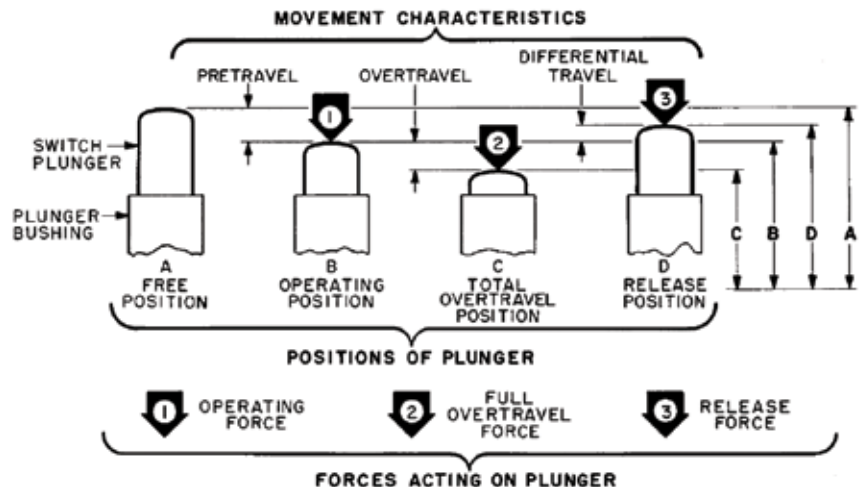 MOVEMENT CHARACTERISTICS
PRETRAVEL
OVERTRAVEL
DIFFERENTIAL
TRAVEL
1
2
3
SWITCH
PLUNGER
PLUNGER
BUSHING
A
FREE
POSITION
B
OPERATING
POSITION
C
TOTAL
OVERTRAVEL
POSITION
D
RELEASE
POSITION
C
B
D
A
POSITIONS OF PLUNGER
1
OPERATING
FORCE
2
FULL
OVERTRAVEL
FORCE
3
RELEASE
FORCE
FORCES ACTING ON PLUNGER